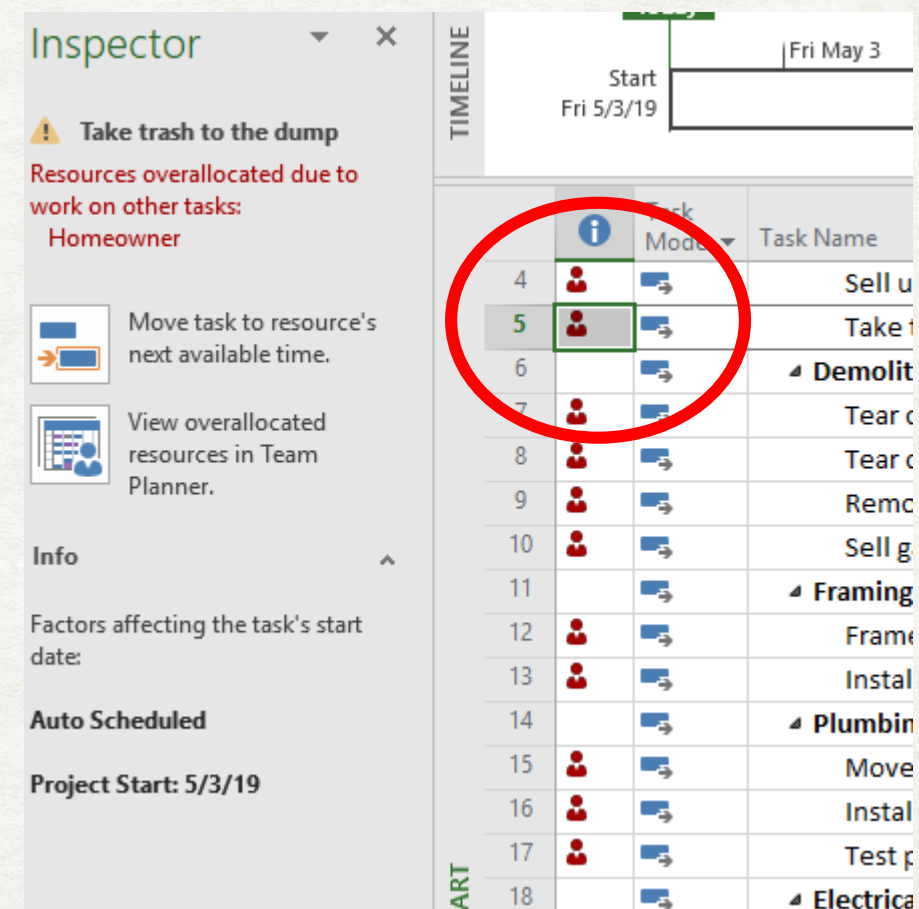 Inspector
Take trash to the dump
Resources overallocated due to
work on other tasks:
Homeowner
Move task to resource's
next available time.
View overallocated
resources in Team
Planner.
Info
Factors affecting the task's start
date:
Auto Scheduled
Project Start: 5/3/19
TIMELINE
Today
Fri May 3
Start
Fri 5/3/19
Task
Mode
Task Name
4 Sell u
5 Take t
6 Demolit
7 Tear
8 Tear
9 Remo
10 Sell g
11 Framing
12 Frame
13 Instal
14 Plumbin
15 Move
16 Instal
17 Test p
18 Electrica
ART